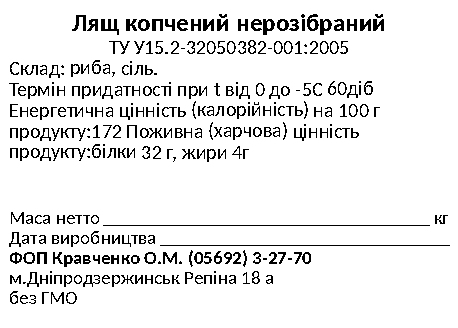 Лящ копчений нерозібраний
ТУ У15.2-32050382-001:2005
Склад: риба, сіль.
Термін придатності при t від 0 до -5С 60діб
Енергетична цінність (калорійність) на 100 г
продукту:172 Поживна (харчова) цінність
продукту:білки 32 г, жири 4г
Маса нетто ___________________________________ кг
Дата виробництва _______________________________
ФОП Кравченко О.М. (05692) 3-27-70
м.Дніпродзержинськ Репіна 18 а
без ГМО